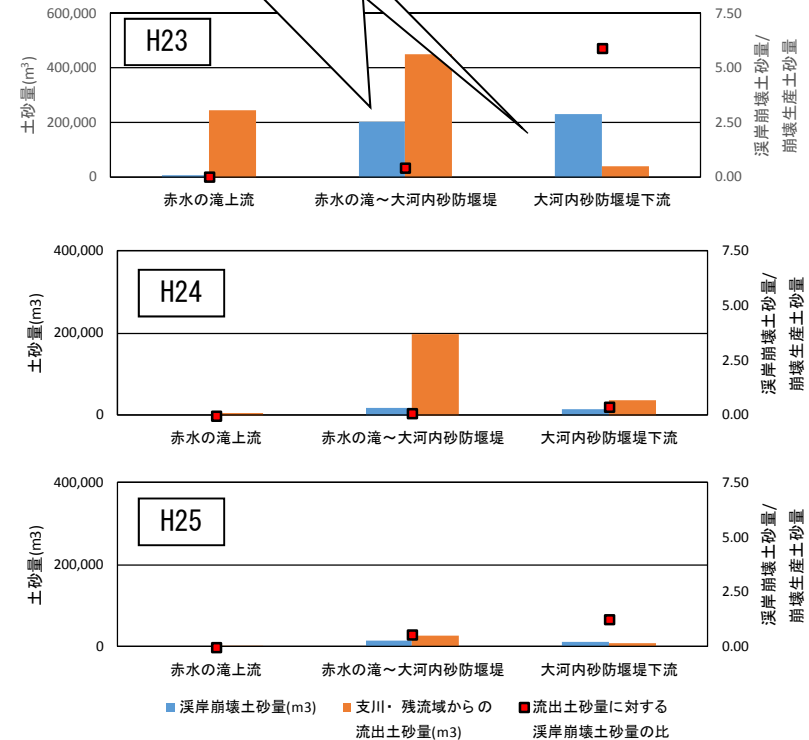 H23
600,000
400,000
200,000
0
土砂量(m³)
7.50
5.00
2.50
0.00
渓岸崩壊土砂量/
崩壊生産土砂量
赤水の滝上流
赤水の滝～大河内砂防堰堤
大河内砂防堰堤下流
H24
400,000
200,000
0
土砂量(m3)
7.50
5.00
2.50
0.00
渓岸崩壊土砂量/
崩壊生産土砂量
赤水の滝上流
赤水の滝～大河内砂防堰堤
大河内砂防堰堤下流
H25
400,000
200,000
0
土砂量(m3)
7.50
5.00
2.50
0.00
渓岸崩壊土砂量/
崩壊生産土砂量
赤水の滝上流
赤水の滝～大河内砂防堰堤
大河内砂防堰堤下流
渓岸崩壊土砂量(m3)
支川・残流域からの
流出土砂量(m3)
流出土砂量に対する
渓岸崩壊土砂量の比